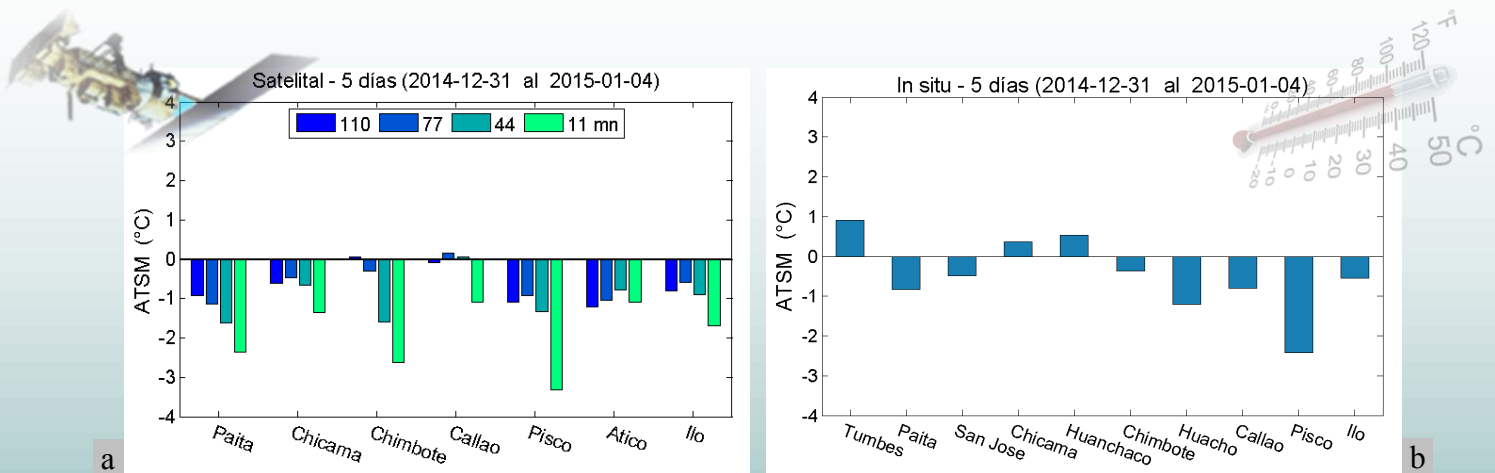 Satelital - 5 días (2014-12-31 al 2015-01-04)
110 77 44 11 mn
ATSM (°C)
4
3
2
1
0
-1
-2
-3
-4
Paita Chicama Chimbote Callao Pisco Atico Ilo
a
In situ - 5 días (2014-12-31 al 2015-01-04)
ATSM (°C)
4
3
2
1
0
-1
-2
-3
-4
Tumbes Paita San Jose Chicama Huanchaco Chimbote Huacho Callao Pisco Ilo
b
°F
40 60 80 100 120
-20 -10 0 10 20 30 40 50
°C